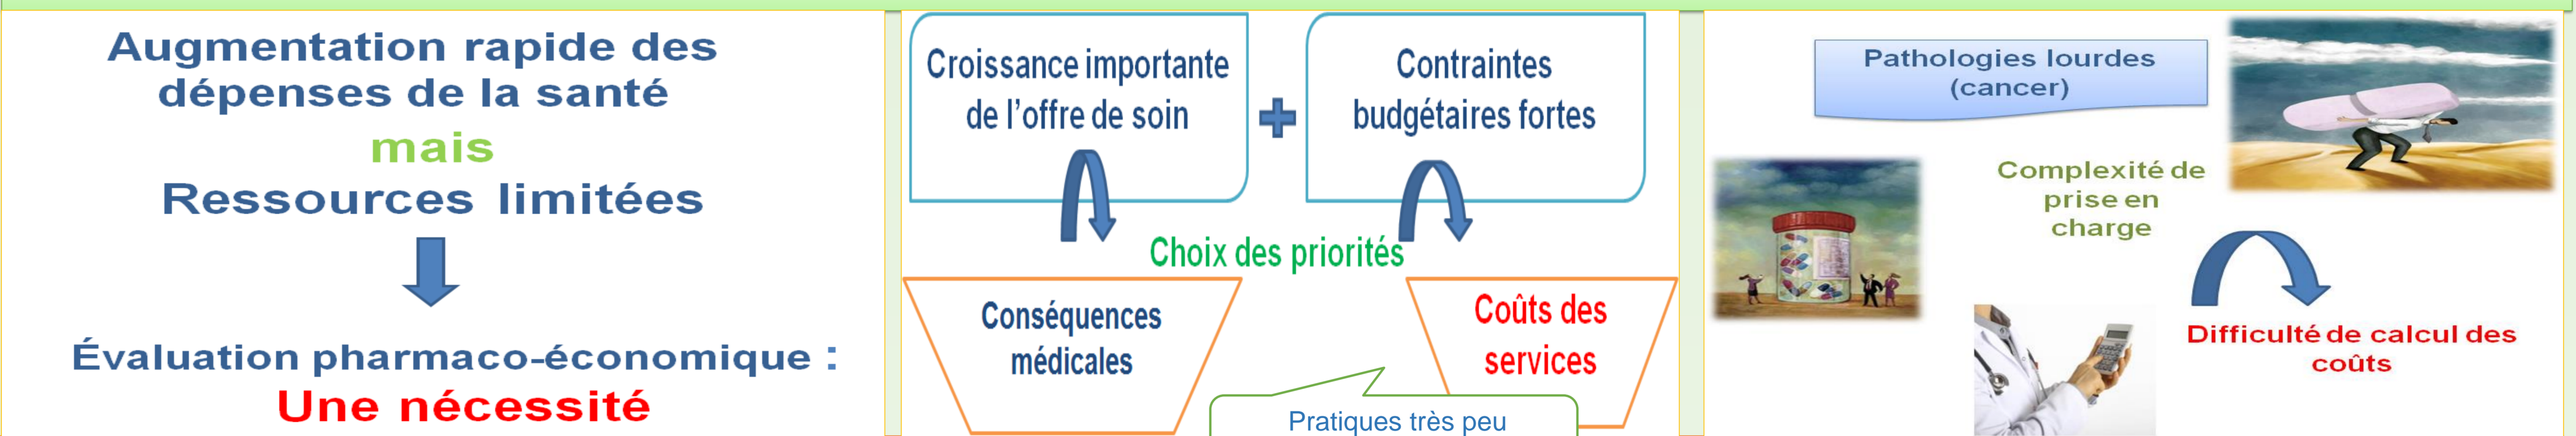 Augmentation rapide des
dépenses de la santé
mais
Ressources limitées
Évaluation pharmaco-économique :
Une nécessité
Croissance importante
de l'offre de soin
Contraintes
budgétaires fortes
Choix des priorités
Conséquences
médicales
Coûts des
services
Pratiques très peu
Pathologies lourdes
(cancer)
Complexité de
prise en
charge
Difficulté de calcul des
coûts